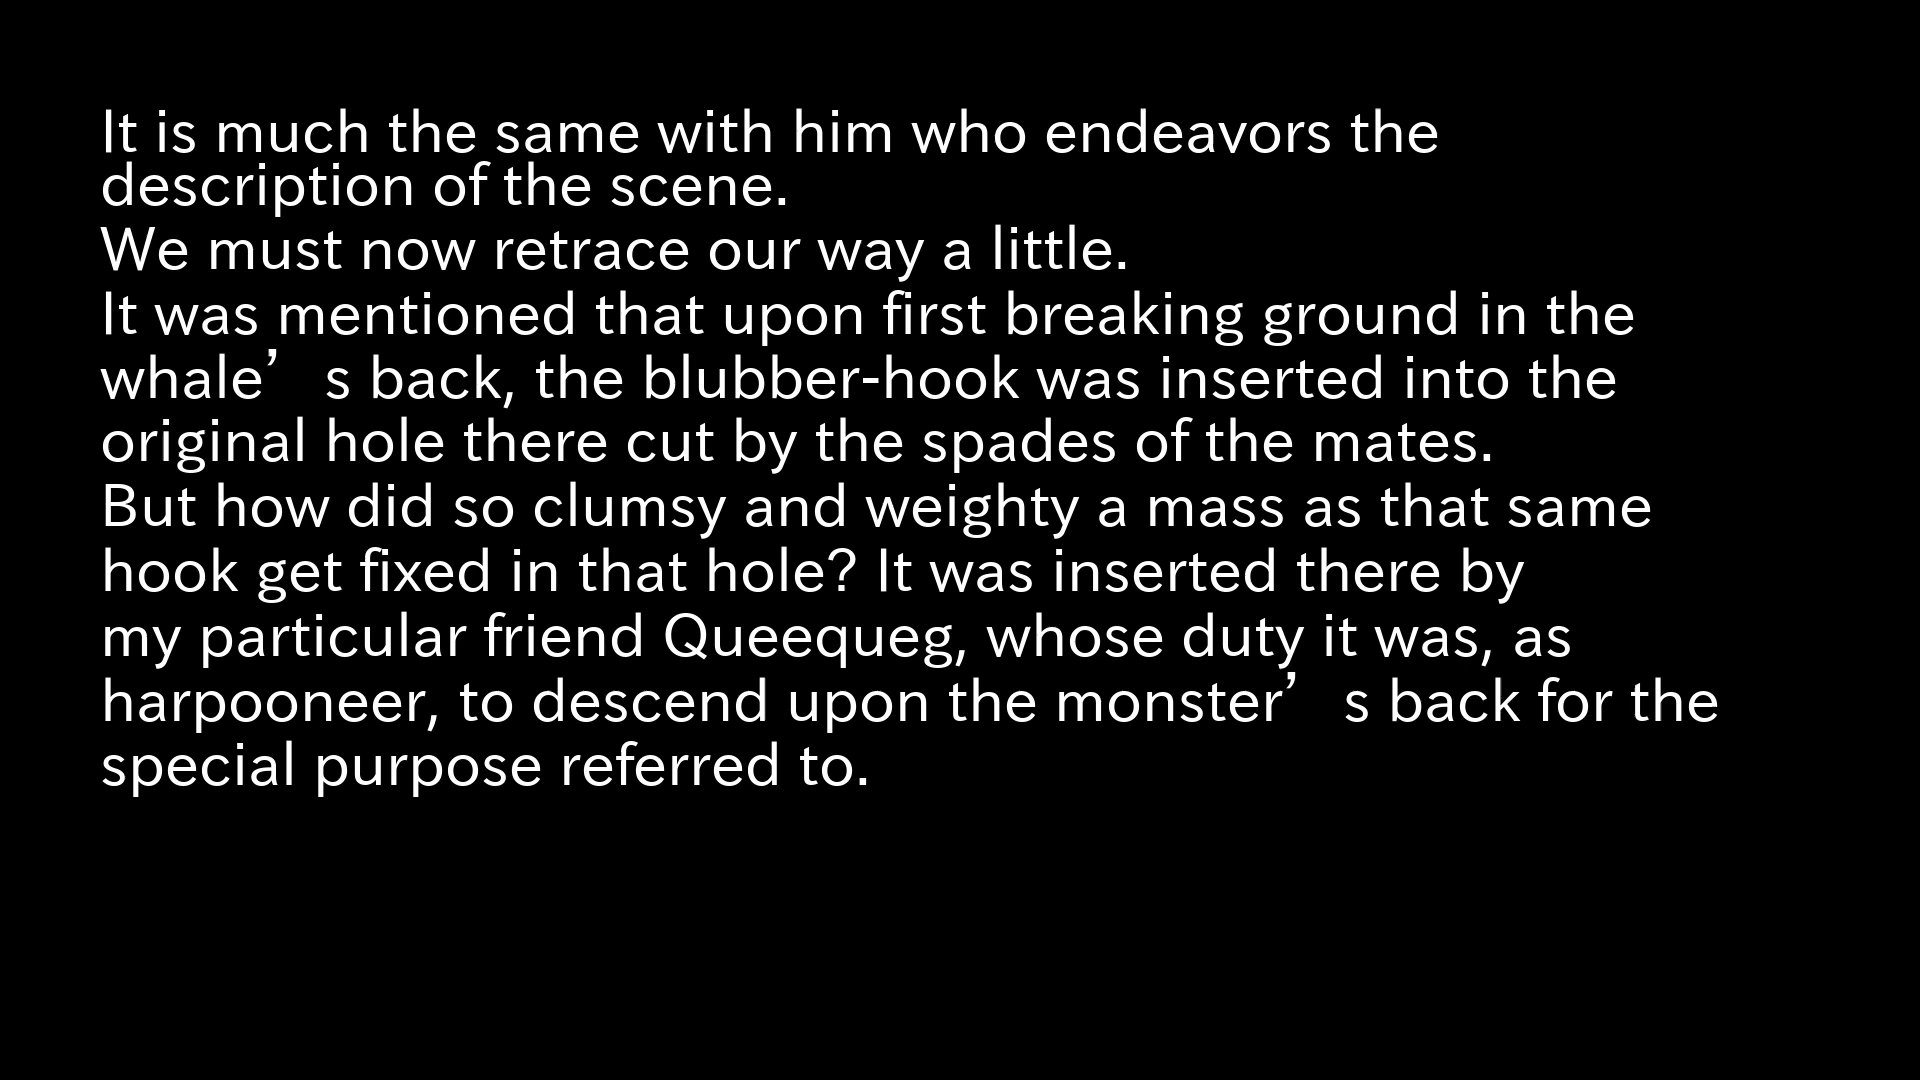 It is much the same with him who endeavors the
description of the scene.
We must now retrace our way a little.
It was mentioned that upon first breaking ground in the
whale’s back, the blubber-hook was inserted into the
original hole there cut by the spades of the mates.
But how did so clumsy and weighty a mass as that same
hook get fixed in that hole? It was inserted there by
my particular friend Queequeg, whose duty it was, as
harpooneer, to descend upon the monster’s back for the
special purpose referred to.